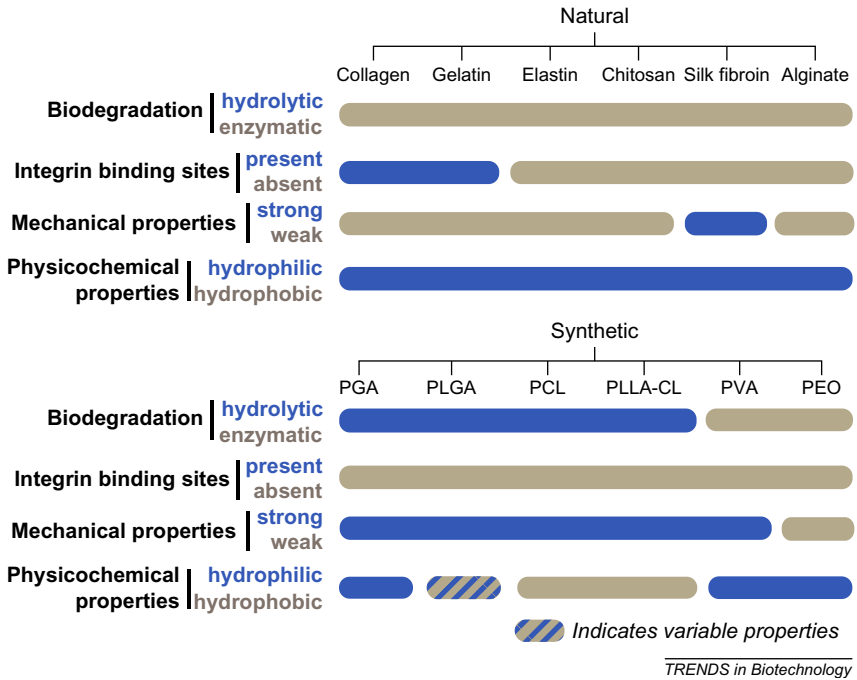 Natural
Collagen Gelatin Elastin Chitosan Silk fibroin Alginate
Biodegradation hydrolytic
enzymatic
Integrin binding sites present
absent
Mechanical properties strong
weak
Physicochemical hydrophilic
properties hydrophobic
Synthetic
PGA PLGA PCL PLLA-CL PVA PEO
Biodegradation hydrolytic
enzymatic
Integrin binding sites present
absent
Mechanical properties strong
weak
Physicochemical hydrophilic
properties hydrophobic
Indicates variable properties
TRENDS in Biotechnology